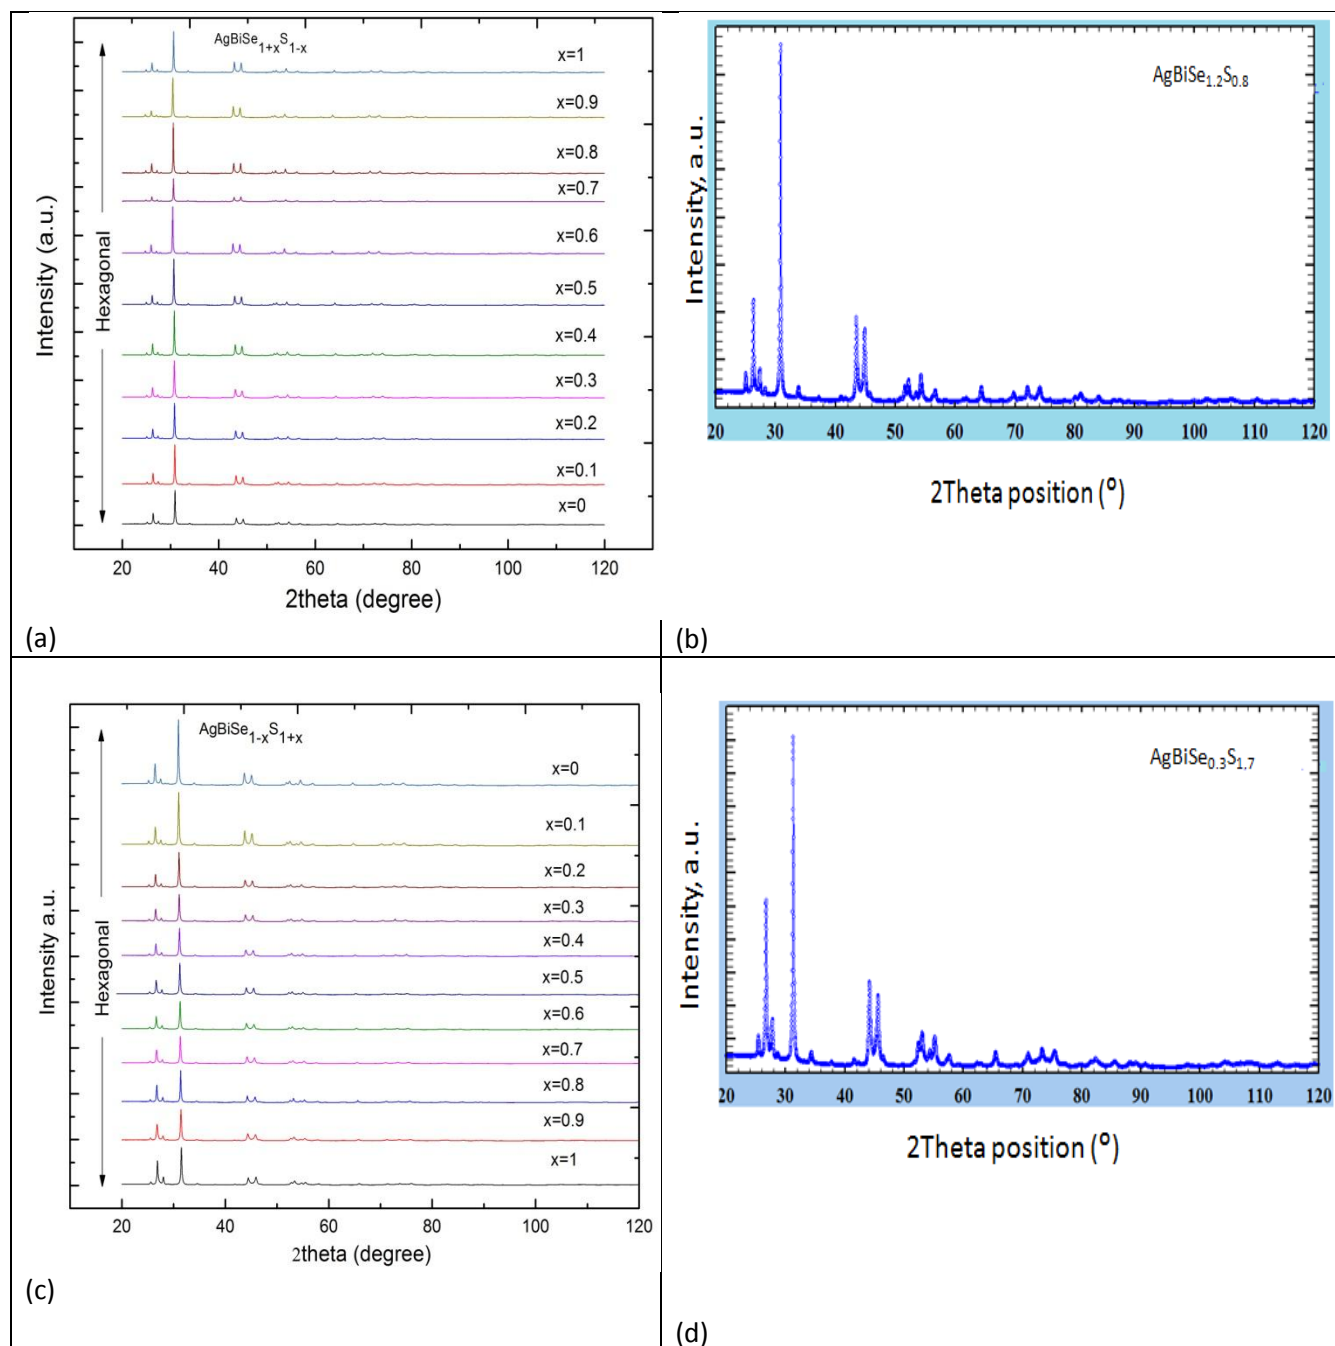 AgBiSe1+xS1-x
x=1
x=0.9
x=0.8
x=0.7
x=0.6
x=0.5
x=0.4
x=0.3
x=0.2
x=0.1
x=0
Intensity (a.u.)
Hexagonal
20 40 60 80 100 120
2theta (degree)
(a)
AgBiSe1.2S0.8
Intensity, a.u.
20 30 40 50 60 70 80 90 100 110 120
2Theta position (°)
(b)
AgBiSe1-xS1+x
x=0
x=0.1
x=0.2
x=0.3
x=0.4
x=0.5
x=0.6
x=0.7
x=0.8
x=0.9
x=1
Intensity a.u.
Hexagonal
20 40 60 80 100 120
2theta (degree)
(c)
AgBiSe0.3S1,7
Intensity, a.u.
20 30 40 50 60 70 80 90 100 110 120
2Theta position (°)
(d)